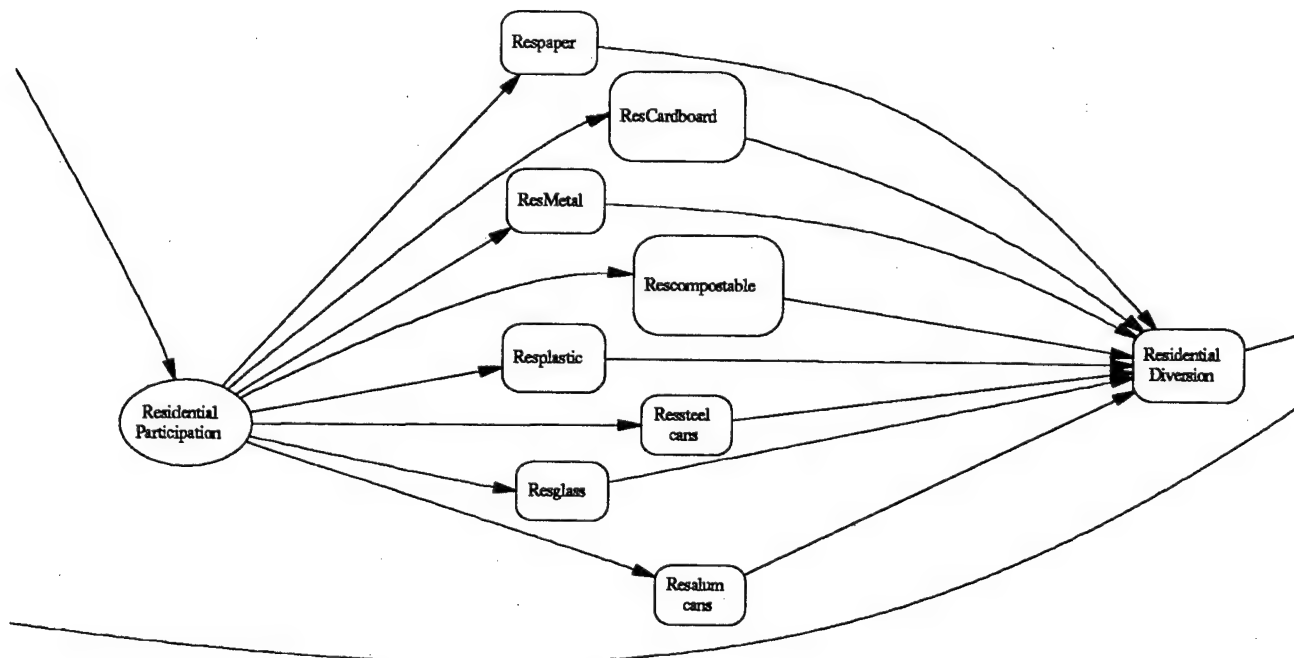 Respaper
ResCardboard
ResMetal
Rescompostable
Resplastic
Residential
Diversion
Residential
Participation
Ressteel
cans
Resglass
Resalum
cans